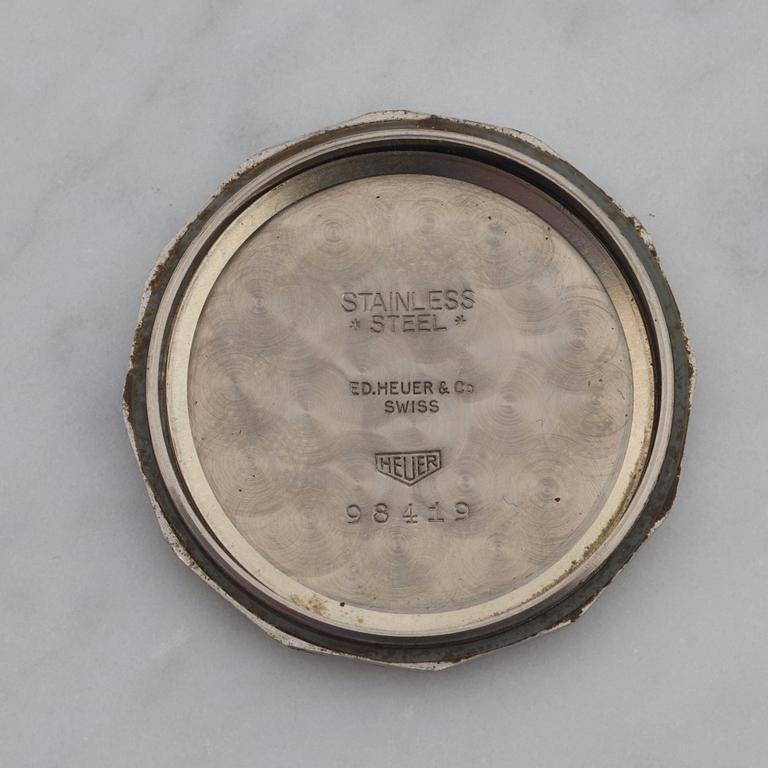 STAINLESS
* STEEL *
ED.HEUER & Co
SWISS
HEUER
98419